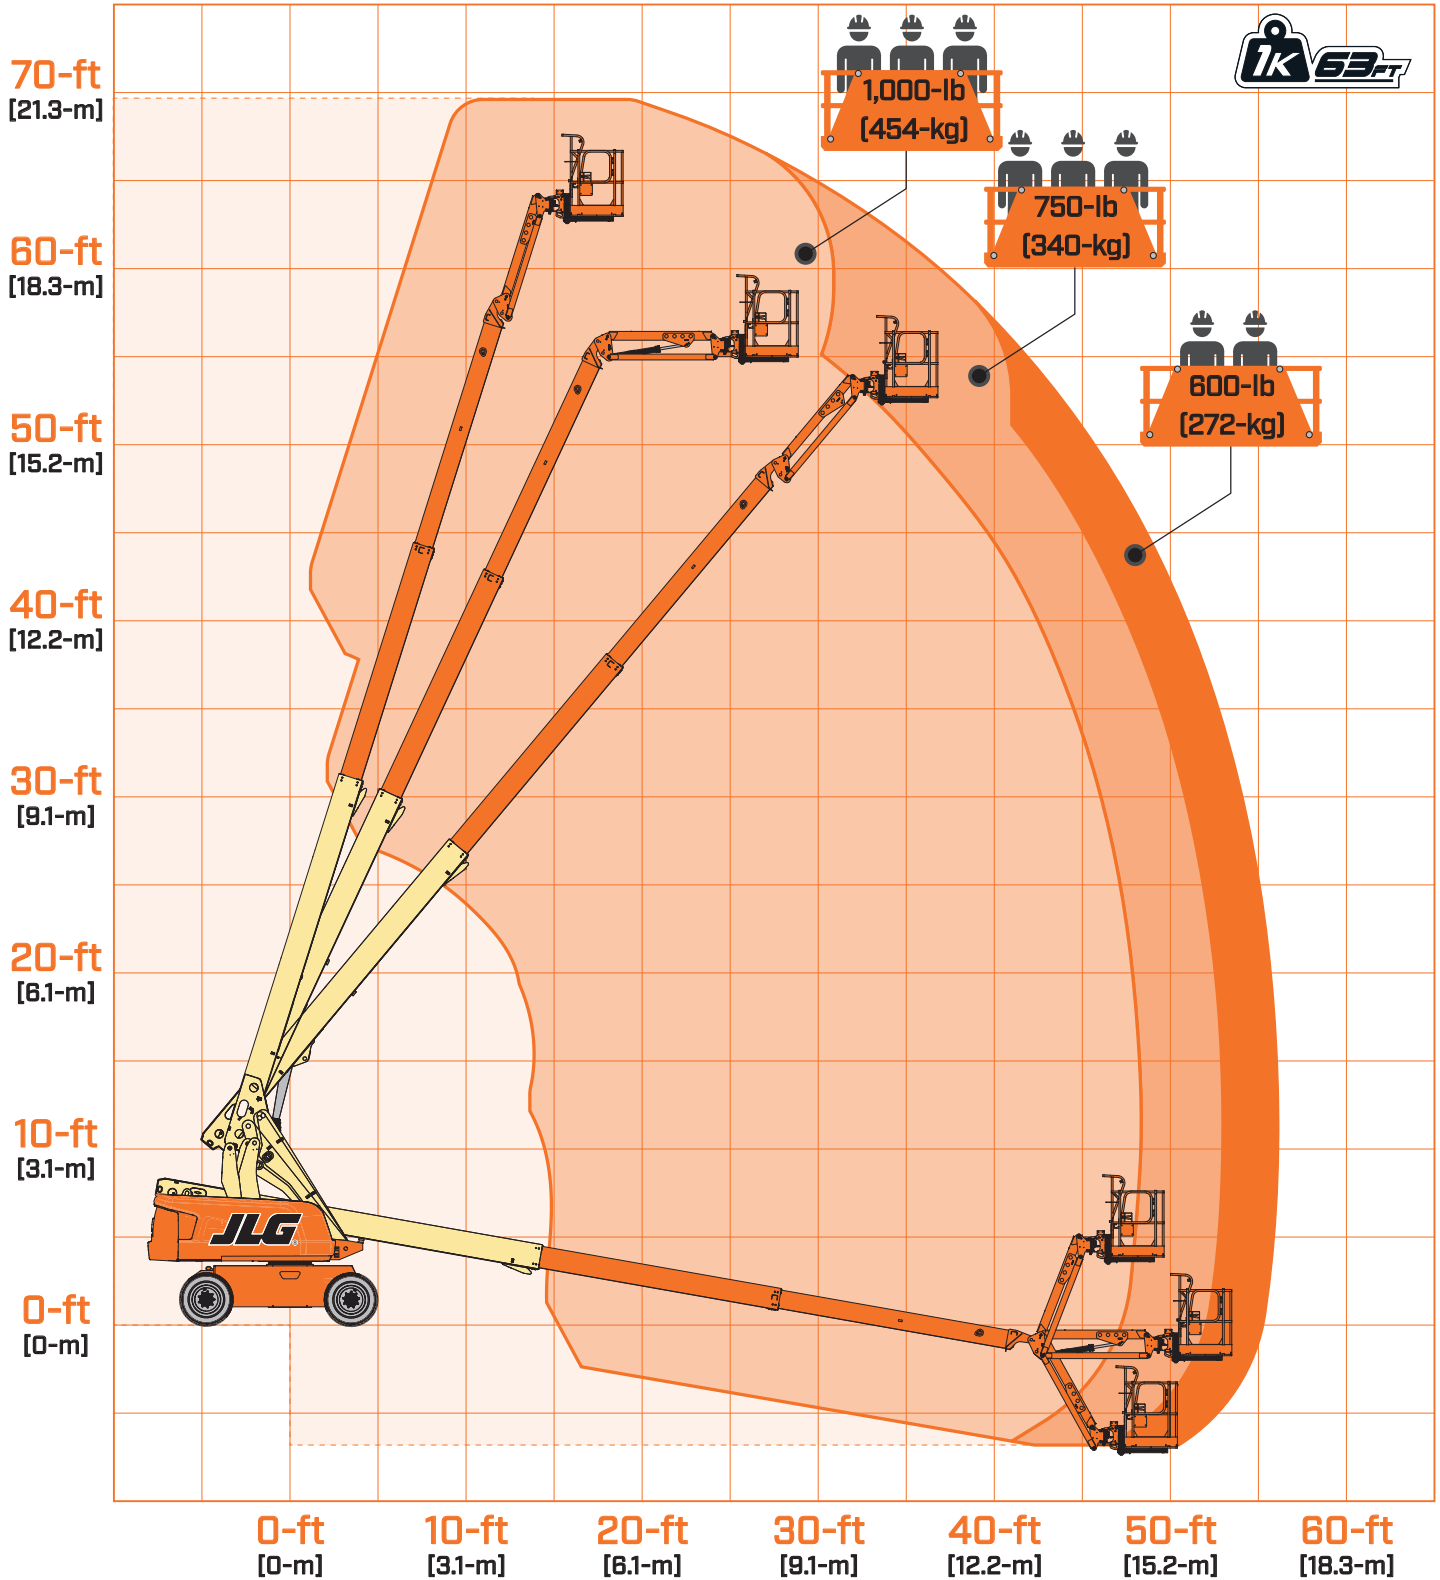 1K 63FT
1,000-lb
(454-kg)
750-lb
(340-kg)
600-lb
(272-kg)
70-ft
[21.3-m]
60-ft
[18.3-m]
50-ft
[15.2-m]
40-ft
[12.2-m]
30-ft
[9.1-m]
20-ft
[6.1-m]
10-ft
[3.1-m]
0-ft
[0-m]
JLG
0-ft
[0-m]
10-ft
[3.1-m]
20-ft
[6.1-m]
30-ft
[9.1-m]
40-ft
[12.2-m]
50-ft
[15.2-m]
60-ft
[18.3-m]